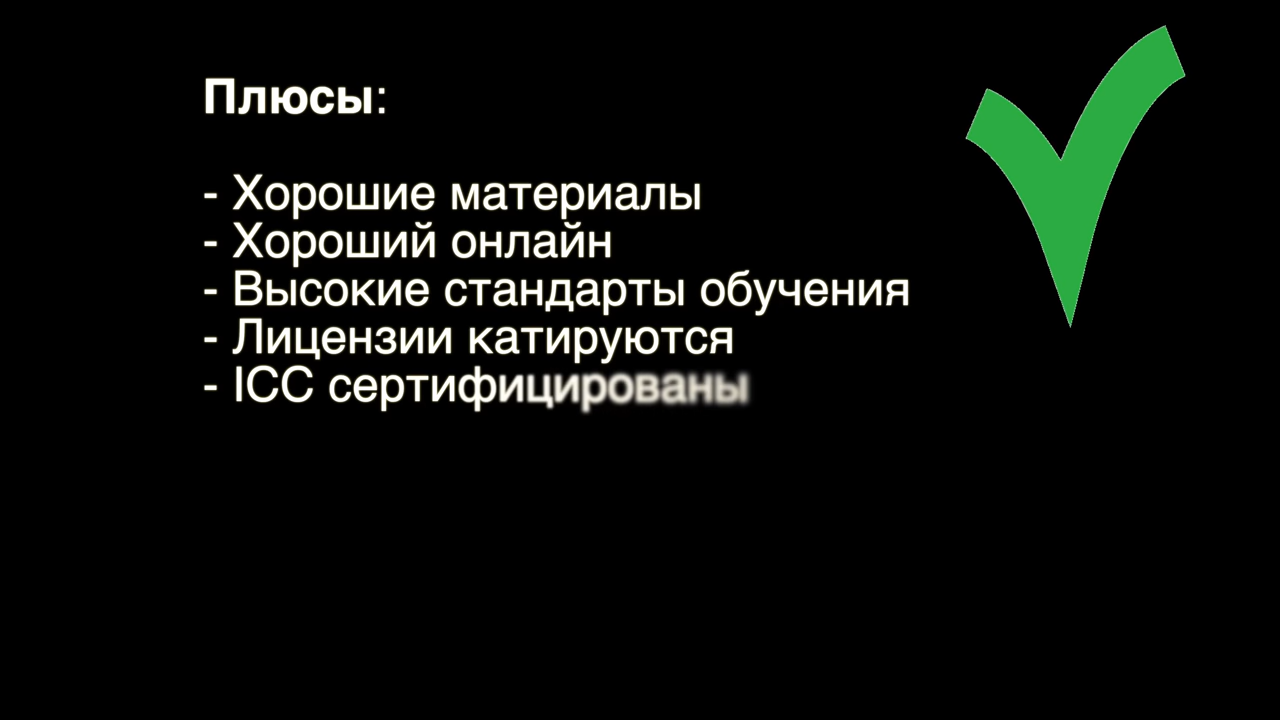 Плюсы:
- Хорошие материалы
- Хороший онлайн
- Высокие стандарты обучения
- Лицензии катируются
- ICC сертифицированы